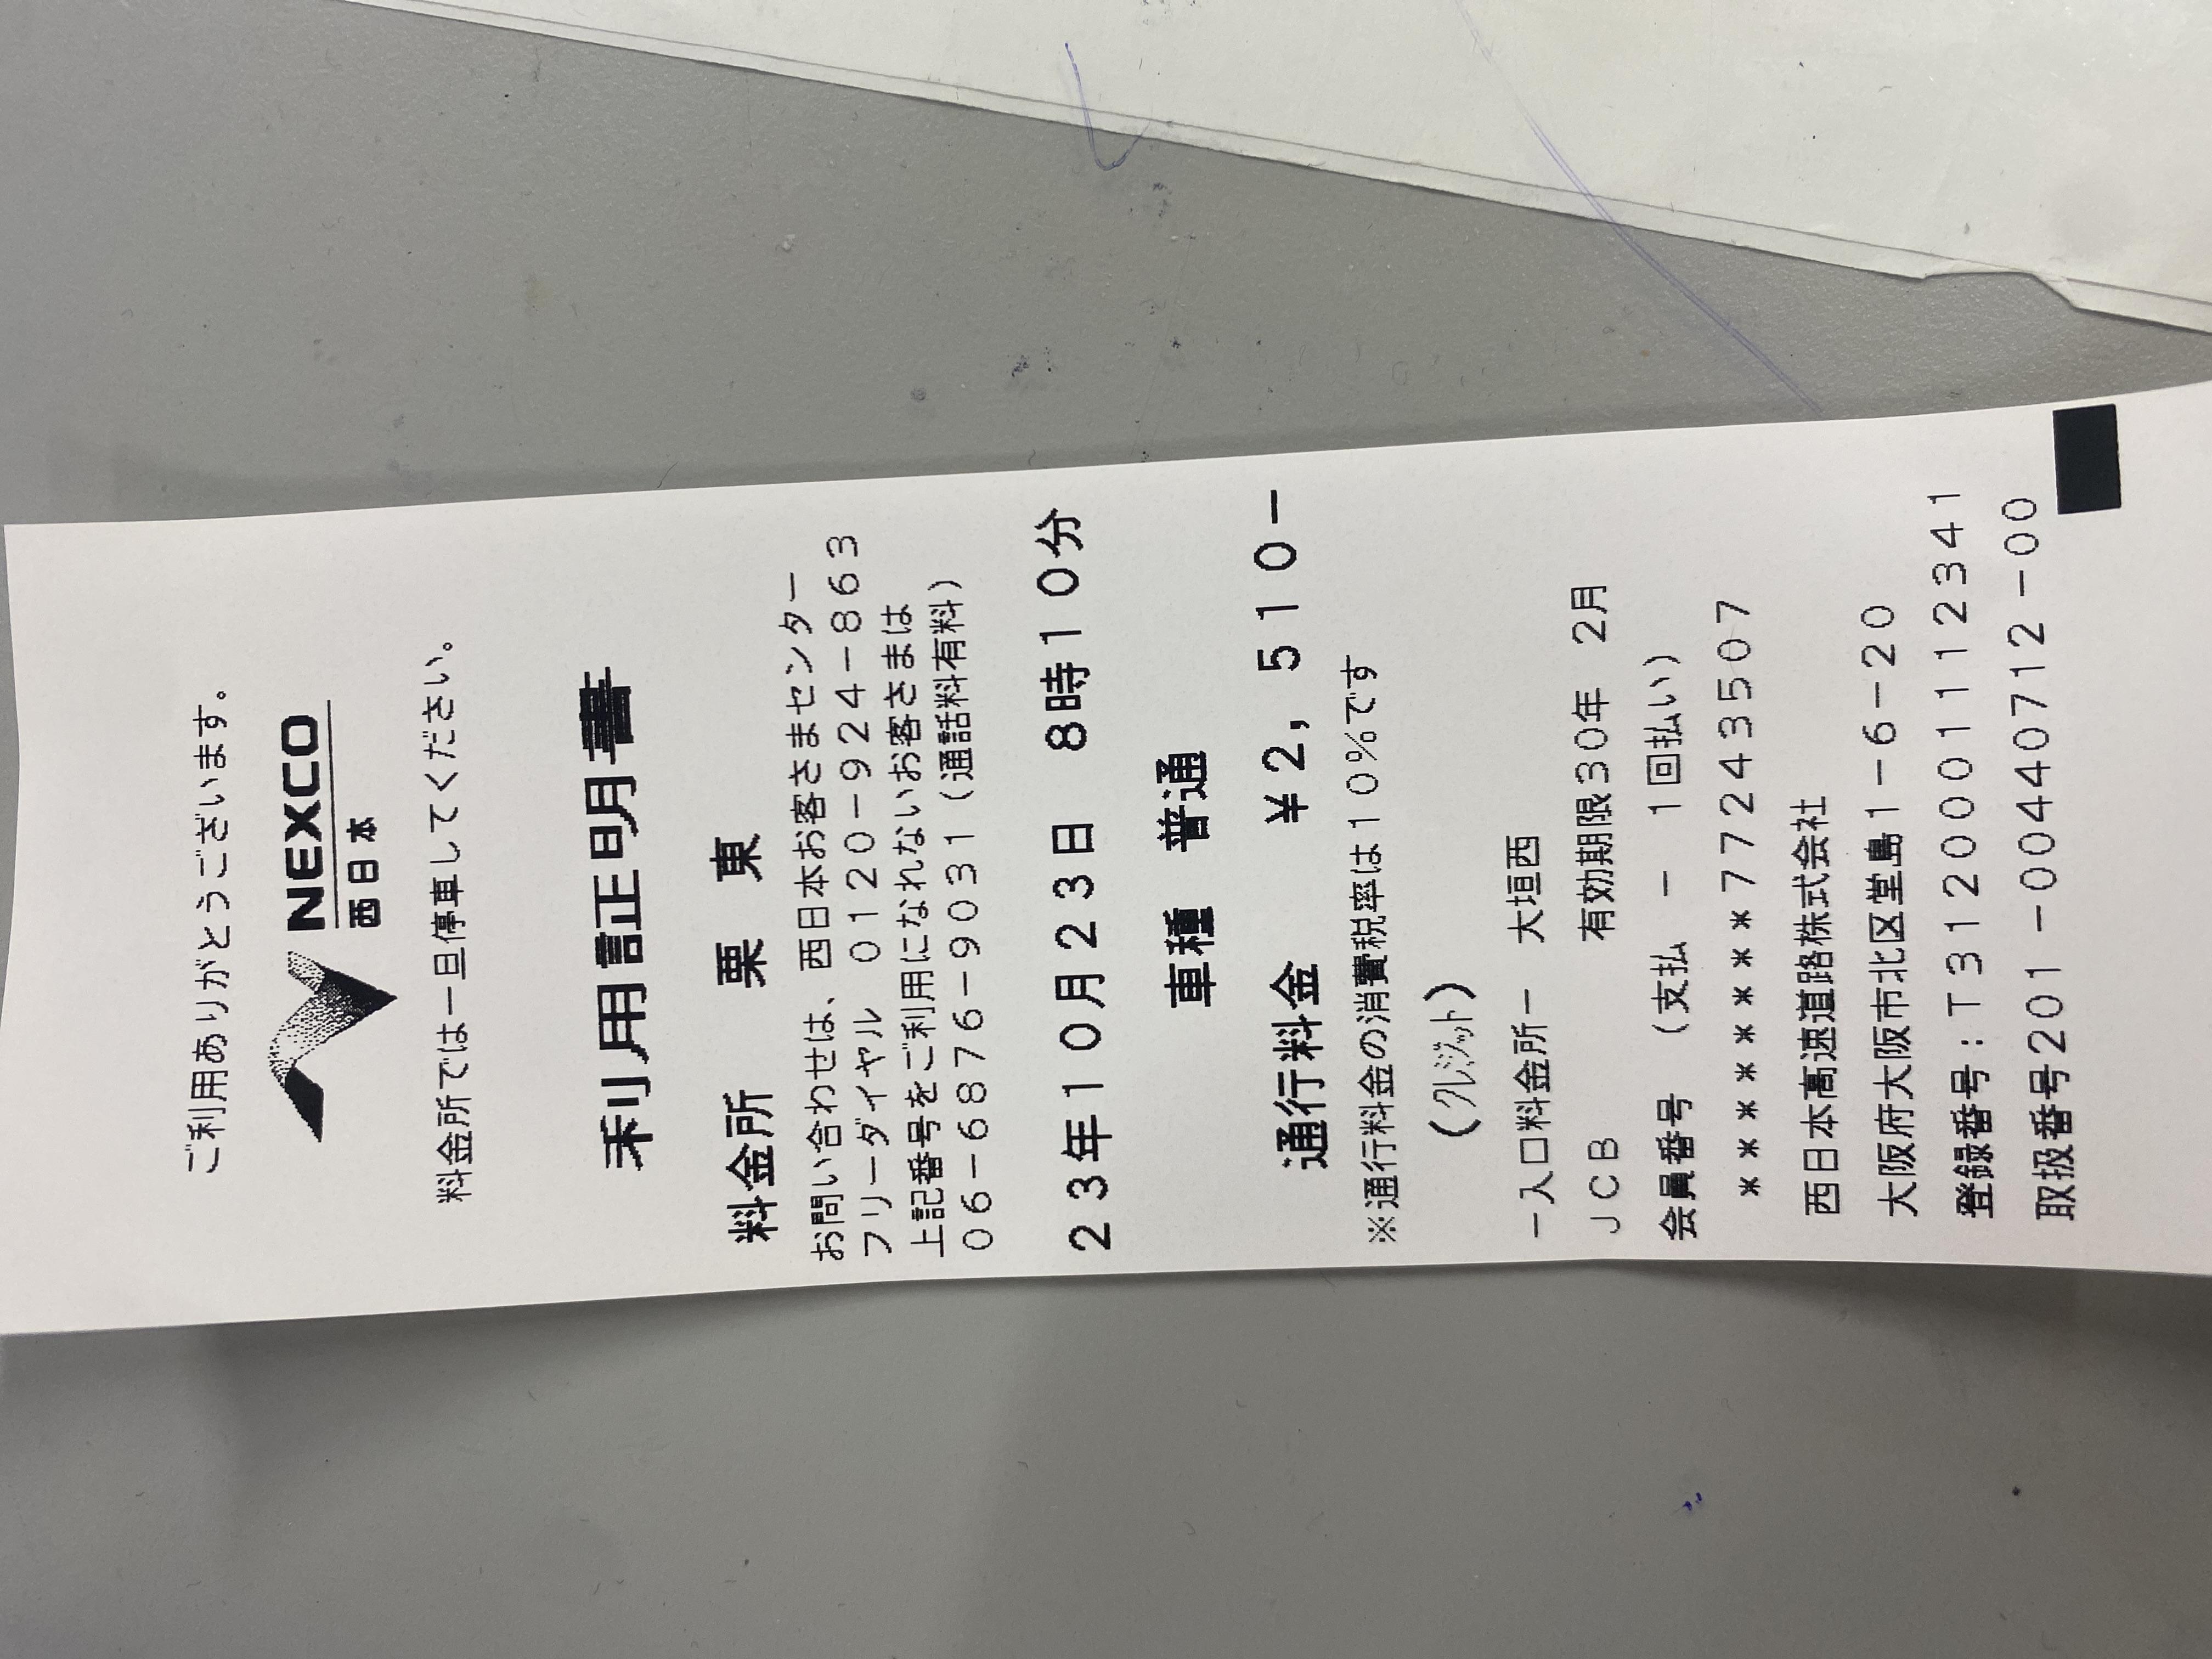 ご利用ありがとうございます。
NEXCO
西日本
料金所では一旦停車してください。
利用証明書
料金所 栗 東
お問い合わせは、西日本お客さまセンター
フリーダイヤル 0120-924-863
上記番号をご利用になれないお客さまは
06-6876-9031(通話料有料)
23年10月23日 8時10分
車種 普通
通行料金 ¥2,510-
※通行料金の消費税率は10%です
(クレジット)
-入口料金所- 大垣西
JCB 有効期限30年 2月
会員番号 (支払 - 1回払い)
********777243507
西日本高速道路株式会社
大阪府大阪市北区堂島1-6-20
登録番号:T3120001112341
取扱番号201-00440712-00